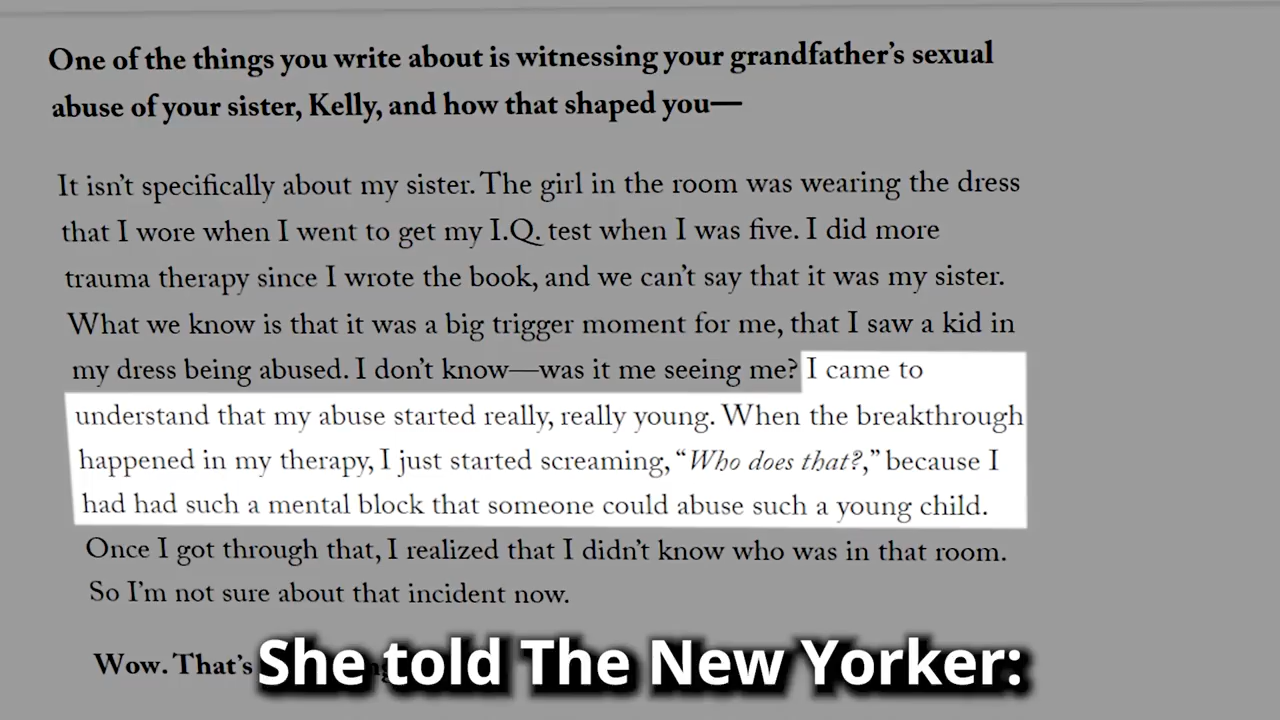 One of the things you write about is witnessing your grandfather’s sexual
abuse of your sister, Kelly, and how that shaped you—
It isn’t specifically about my sister. The girl in the room was wearing the dress
that I wore when I went to get my I.Q. test when I was five. I did more
trauma therapy since I wrote the book, and we can’t say that it was my sister.
What we know is that it was a big trigger moment for me, that I saw a kid in
my dress being abused. I don’t know—was it me seeing me? I came to
understand that my abuse started really, really young. When the breakthrough
happened in my therapy, I just started screaming, “Who does that?,” because I
had had such a mental block that someone could abuse such a young child.
Once I got through that, I realized that I didn’t know who was in that room.
So I’m not sure about that incident now.
Wow. That’s
She told The New Yorker: